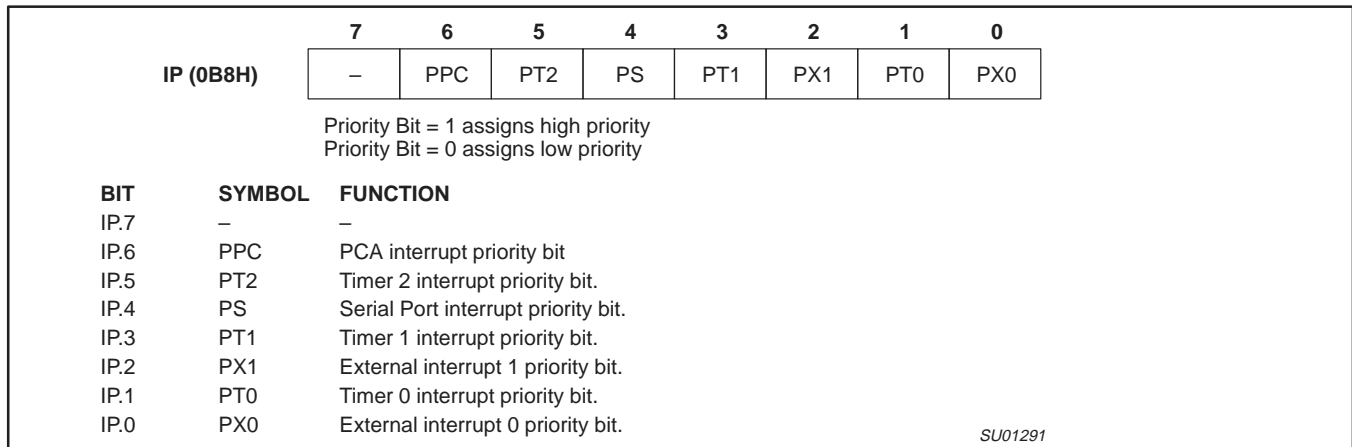 7 6 5 4 3 2 1 0
IP (0B8H) – PPC PT2 PS PT1 PX1 PT0 PX0
Priority Bit = 1 assigns high priority
Priority Bit = 0 assigns low priority
BIT SYMBOL FUNCTION
IP.7 – –
IP.6 PPC PCA interrupt priority bit
IP.5 PT2 Timer 2 interrupt priority bit.
IP.4 PS Serial Port interrupt priority bit.
IP.3 PT1 Timer 1 interrupt priority bit.
IP.2 PX1 External interrupt 1 priority bit.
IP.1 PT0 Timer 0 interrupt priority bit.
IP.0 PX0 External interrupt 0 priority bit.
SU01291